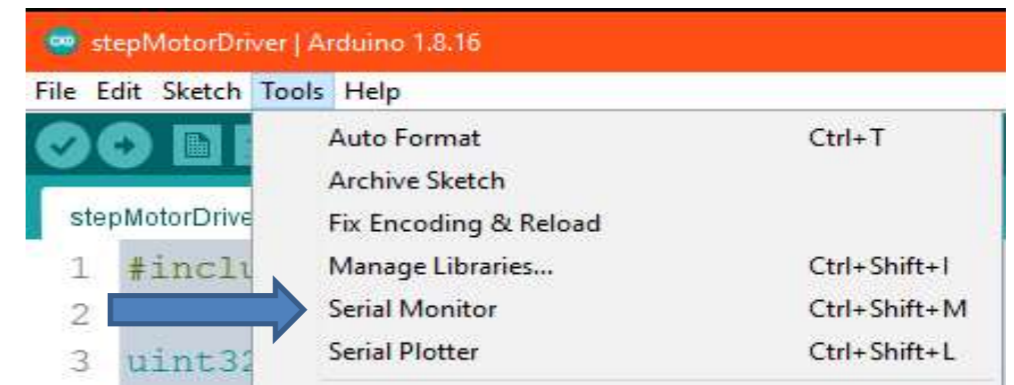 stepMotorDriver | Arduino 1.8.16
File Edit Sketch Tools Help
Auto Format Ctrl+T
Archive Sketch
stepMotorDrive
Fix Encoding & Reload
1 #inclu
Manage Libraries... Ctrl+Shift+I
2
Serial Monitor Ctrl+Shift+M
3 uint32
Serial Plotter Ctrl+Shift+L